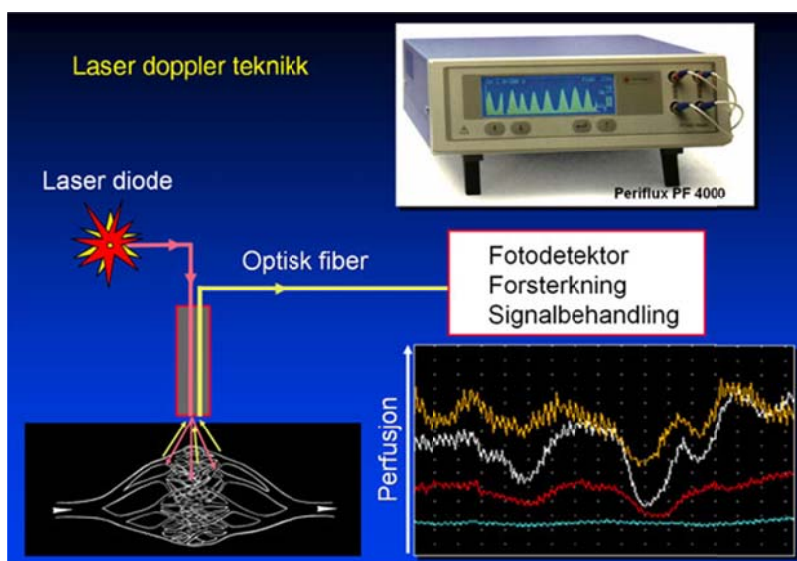 Laser doppler teknikk
Periflux PF 4000
Laser diode
Optisk fiber
Fotodetektor
Forsterkning
Signalbehandling
Perfusjon